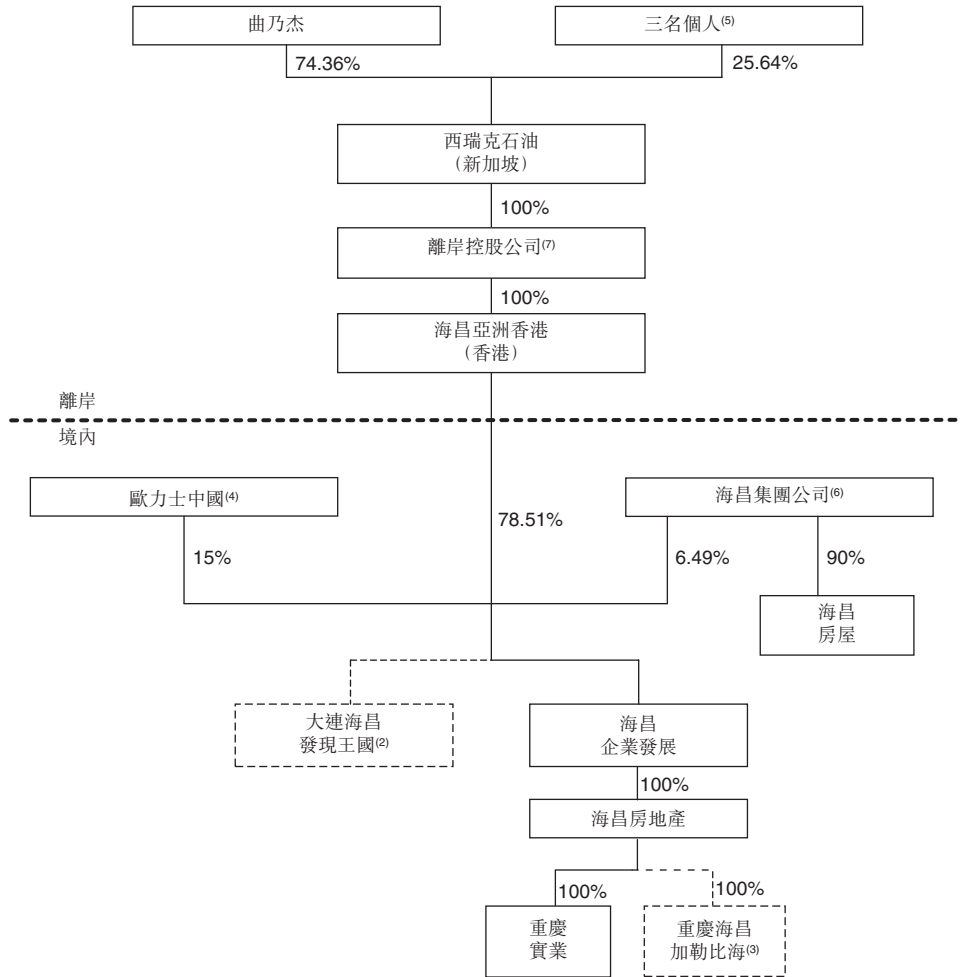 曲乃杰
三名個人(5)
74.36%
25.64%
西瑞克石油
（新加坡）
100%
離岸控股公司(7)
100%
海昌亞洲香港
（香港）
離岸
境內
歐力士中國(4)
海昌集團公司(6)
15%
78.51%
6.49%
90%
海昌
房屋
大連海昌
發現王國(2)
海昌
企業發展
100%
海昌房地產
100%
100%
重慶
實業
重慶海昌
加勒比海(3)